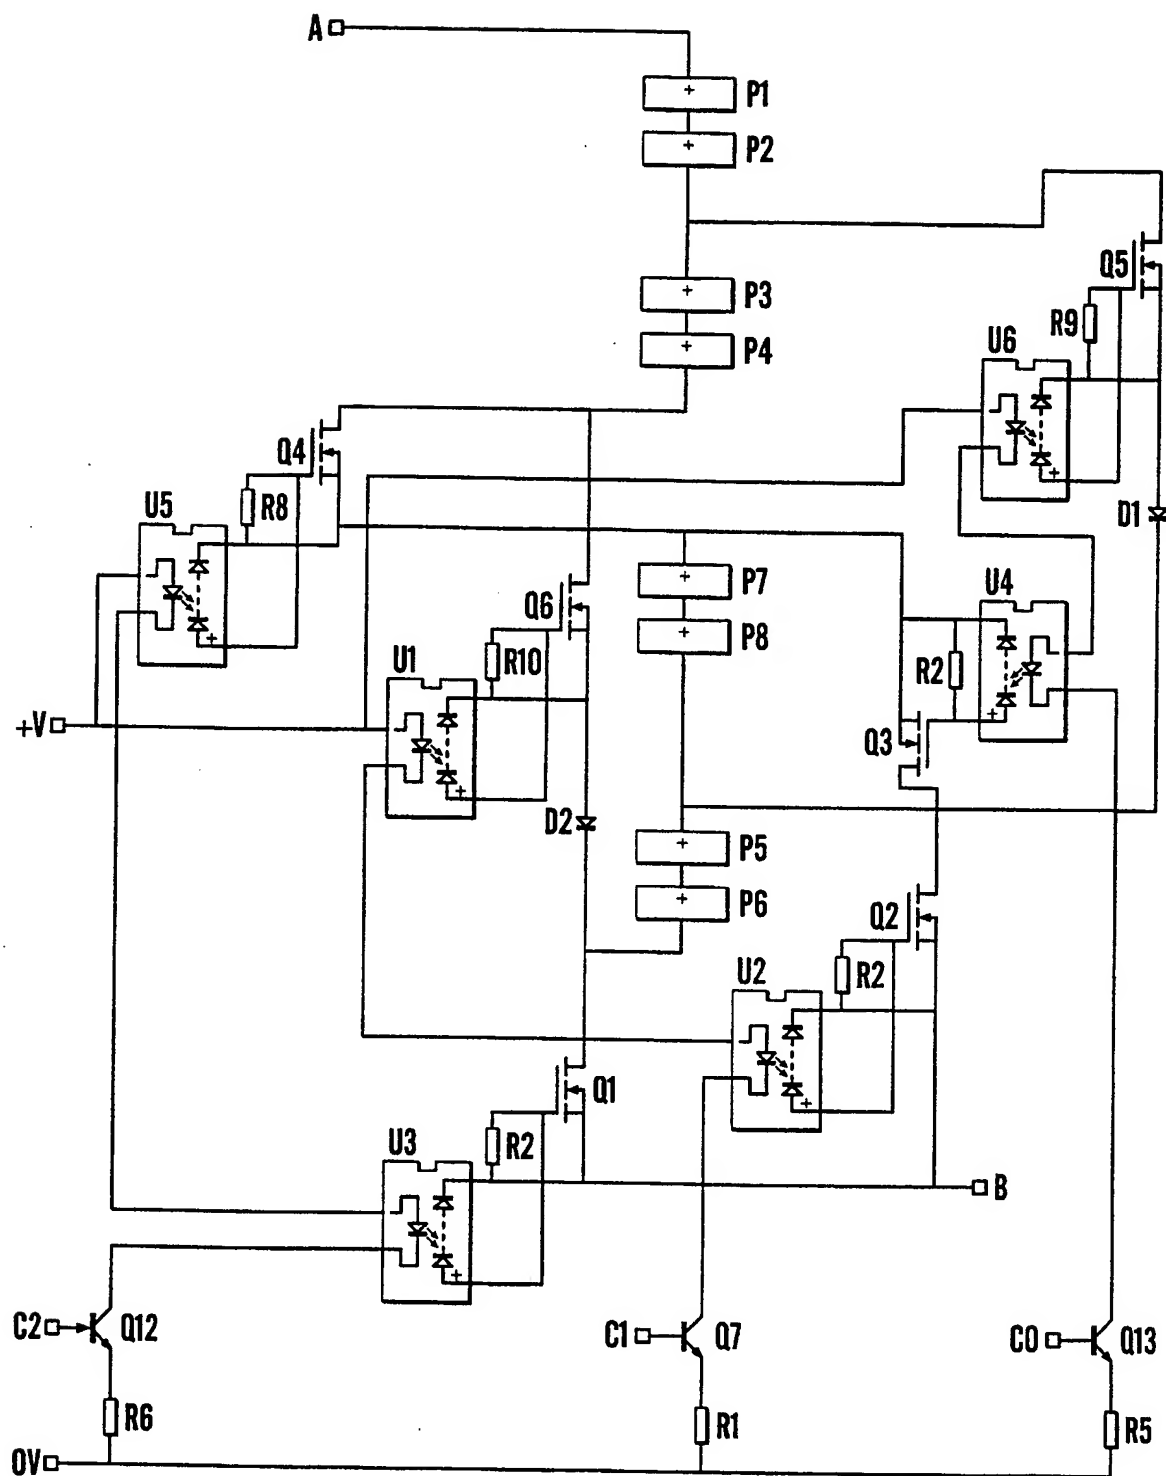 A
+ P1
+ P2
Q5
+ P3
R9
+ P4
U6
Q4
+
R8
U5
D1
+ P7
U4
Q6
+ P8
+
R10
U1
R2
+V
+
Q3
+
D2
+ P5
+ P6
Q2
U2
R2
Q1
+
R2
U3
B
+
C2
Q12
C1
Q7
C0
Q13
R6
R1
R5
0V